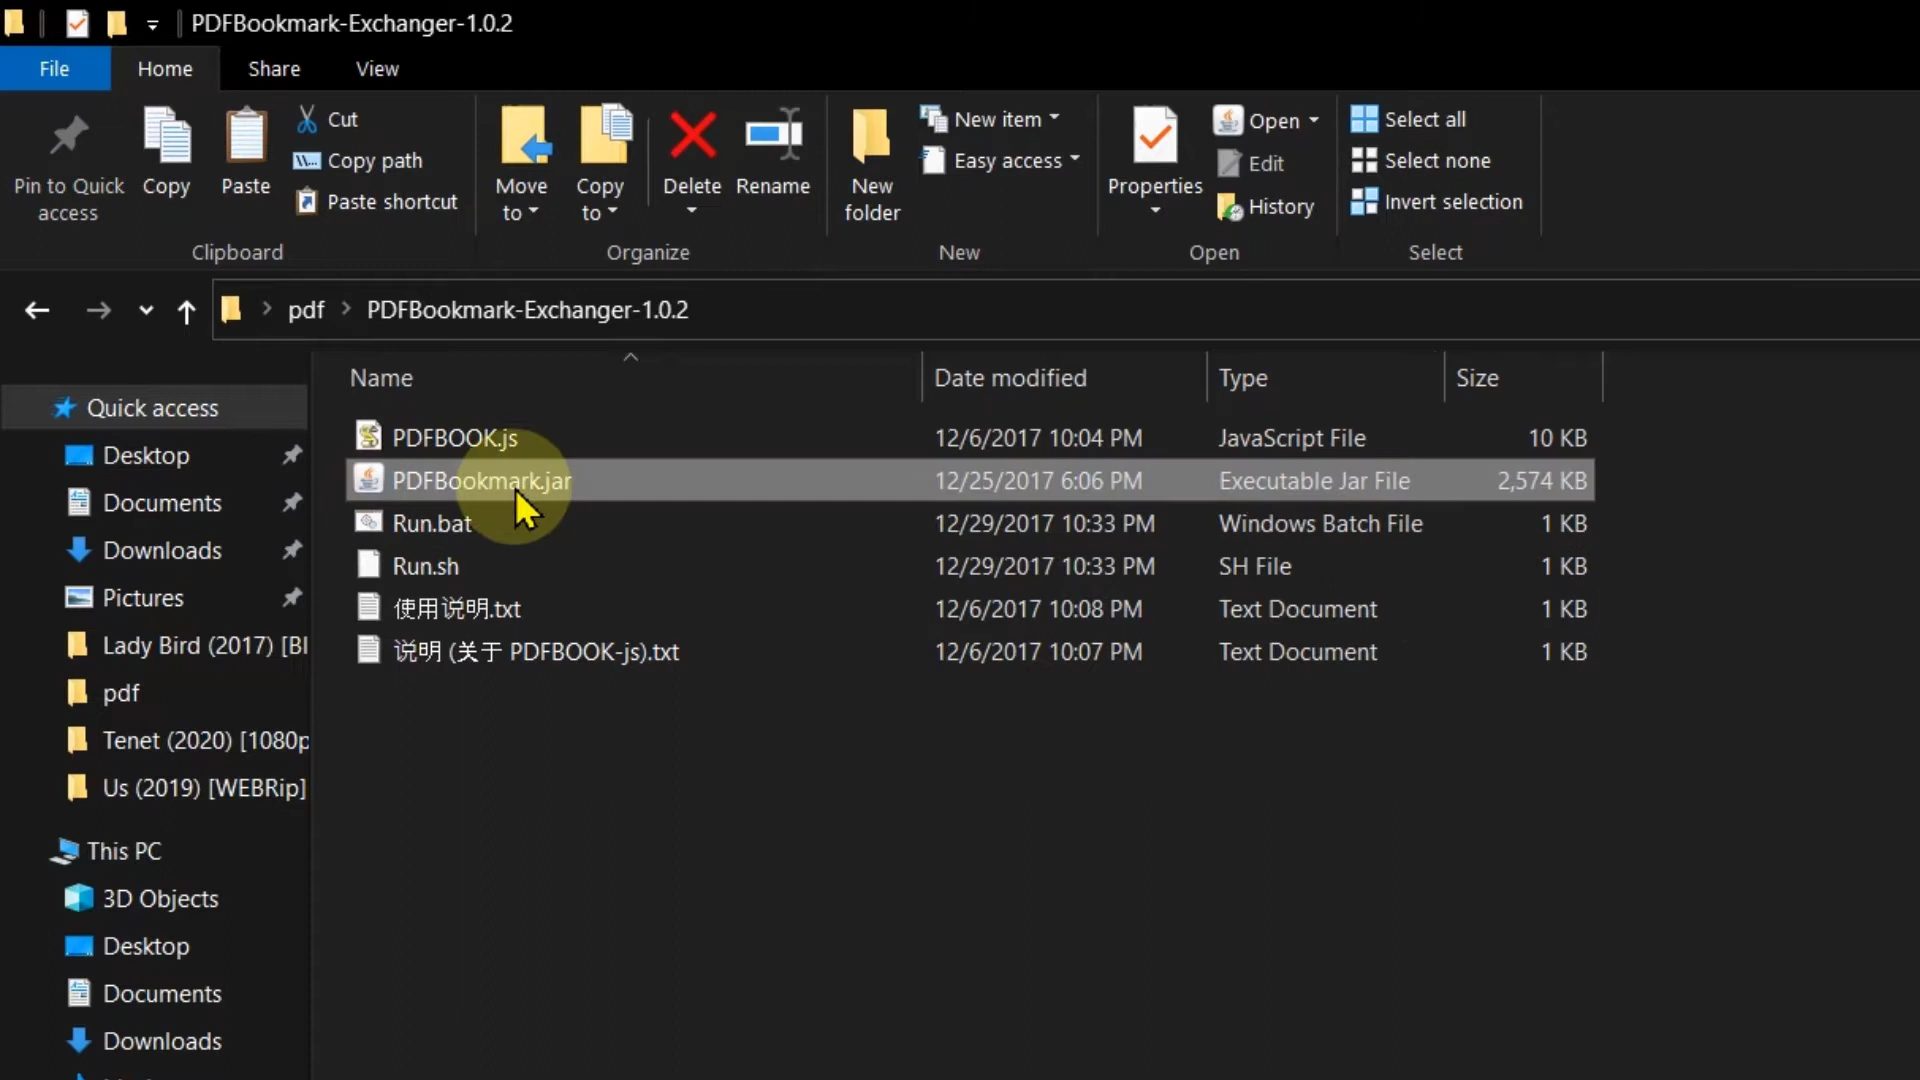 PDFBookmark-Exchanger-1.0.2
File Home Share View
Pin to Quick access
Copy
Paste
Cut
Copy path
Paste shortcut
Clipboard
Move to
Copy to
Delete
Rename
Organize
New folder
New item
Easy access
New
Properties
Open
Edit
History
Open
Select all
Select none
Invert selection
Select
pdf PDFBookmark-Exchanger-1.0.2
Name Date modified Type Size
PDFBOOK.js 12/6/2017 10:04 PM JavaScript File 10 KB
PDFBookmark.jar 12/25/2017 6:06 PM Executable Jar File 2,574 KB
Run.bat 12/29/2017 10:33 PM Windows Batch File 1 KB
Run.sh 12/29/2017 10:33 PM SH File 1 KB
使用说明.txt 12/6/2017 10:08 PM Text Document 1 KB
说明 (关于 PDFBOOK-js).txt 12/6/2017 10:07 PM Text Document 1 KB
Quick access
Desktop
Documents
Downloads
Pictures
Lady Bird (2017) [Bl
pdf
Tenet (2020) [1080p
Us (2019) [WEBRip]
This PC
3D Objects
Desktop
Documents
Downloads